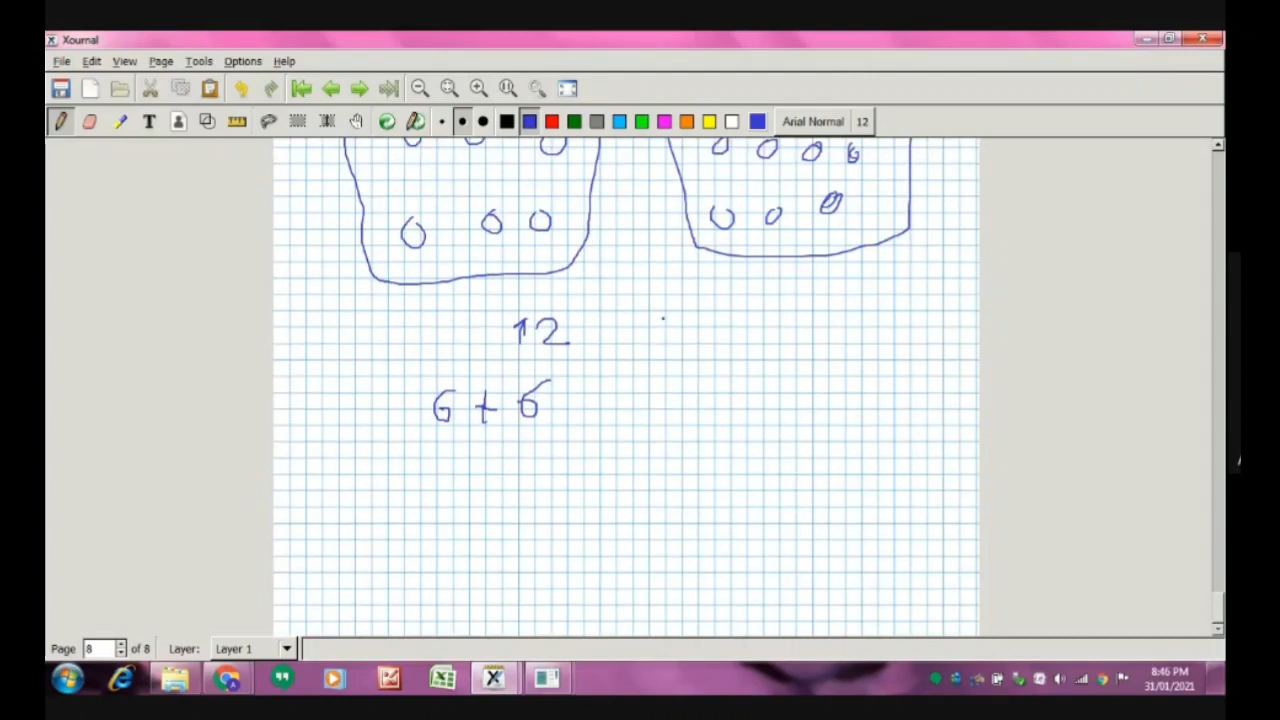 Xournal
File Edit View Page Tools Options Help
Arial Normal 12
12
6 + 6
Page 8 of 8 Layer: Layer 1
8:46 PM
31/01/2021